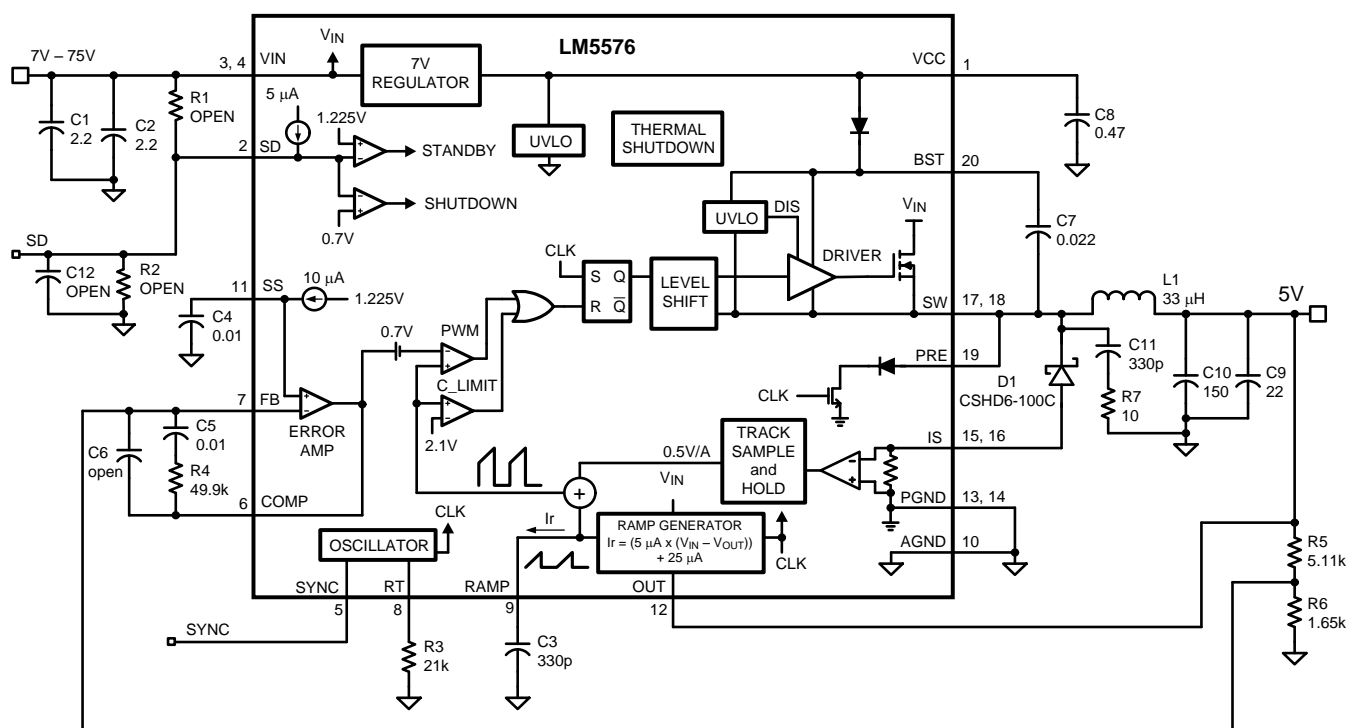 LM5576
7V – 75V
3, 4
VIN
V_IN
7V
REGULATOR
VCC
1
C1
2.2
C2
2.2
R1
OPEN
5 µA
1.225V
2
SD
STANDBY
SHUTDOWN
0.7V
UVLO
THERMAL
SHUTDOWN
C8
0.47
BST
20
UVLO
DIS
V_IN
C7
0.022
SD
C12
OPEN
R2
OPEN
11
SS
10 µA
1.225V
C4
0.01
CLK
S
Q
R
Q̅
LEVEL
SHIFT
DRIVER
SW
17, 18
L1
33 µH
5V
0.7V
PWM
C_LIMIT
2.1V
PRE
19
CLK
D1
CSHD6-100C
C11
330p
R7
10
C10
150
C9
22
7
FB
C5
0.01
C6
open
R4
49.9k
ERROR
AMP
6
COMP
0.5V/A
TRACK
SAMPLE
and
HOLD
IS
15, 16
PGND
13, 14
AGND
10
V_IN
Ir
RAMP GENERATOR
Ir = (5 µA x (V_IN – V_OUT))
+ 25 µA
CLK
CLK
OSCILLATOR
SYNC
5
RT
8
RAMP
9
OUT
12
R5
5.11k
R6
1.65k
SYNC
R3
21k
C3
330p